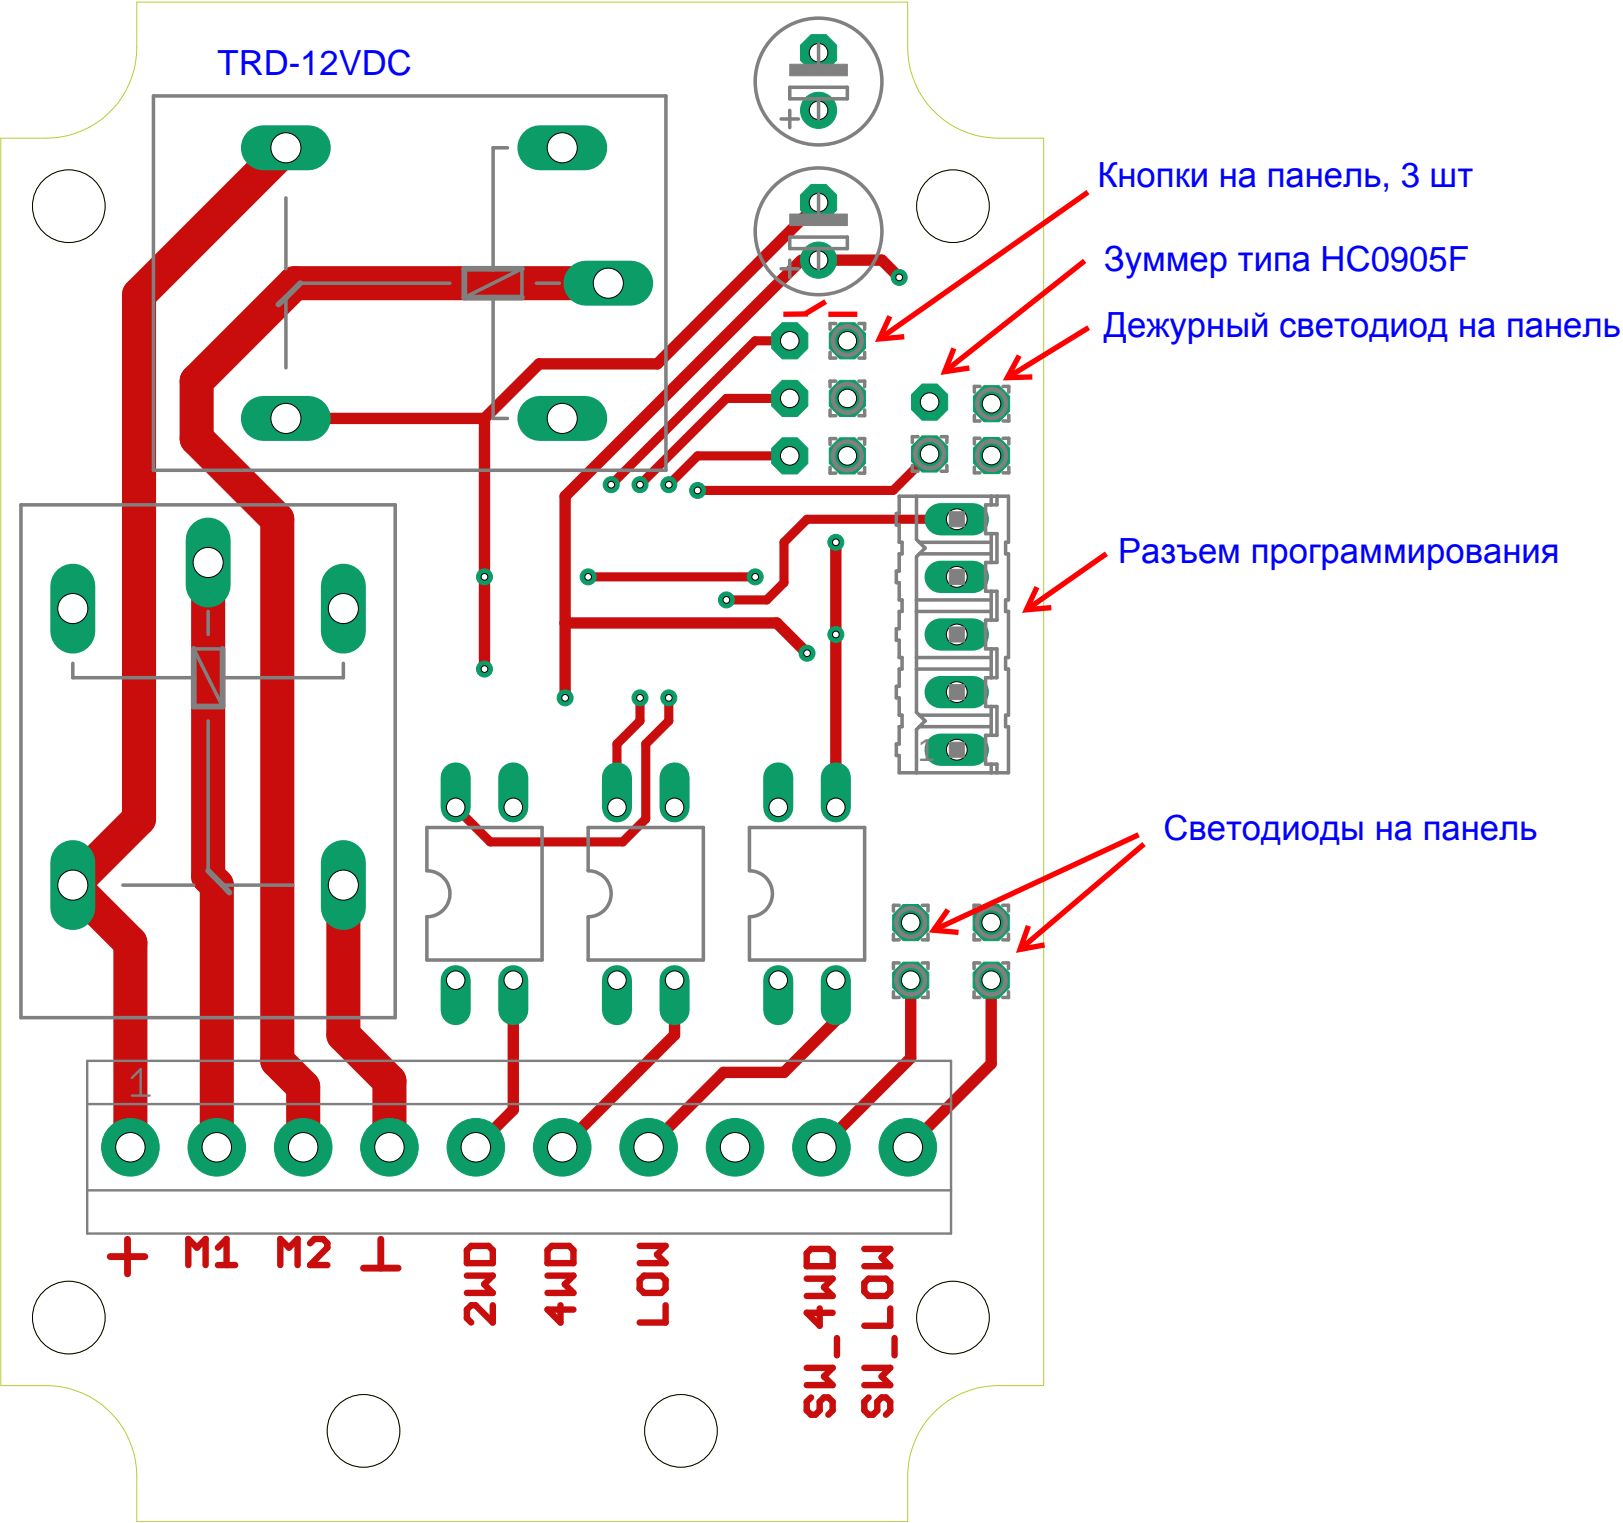 TRD-12VDC
Кнопки на панель, 3 шт
Зуммер типа HC0905F
Дежурный светодиод на панель
Разъем программирования
1
Светодиоды на панель
1
+ M1 M2 ⊥ 2WD 4WD LOW SW_4WD SW_LOW